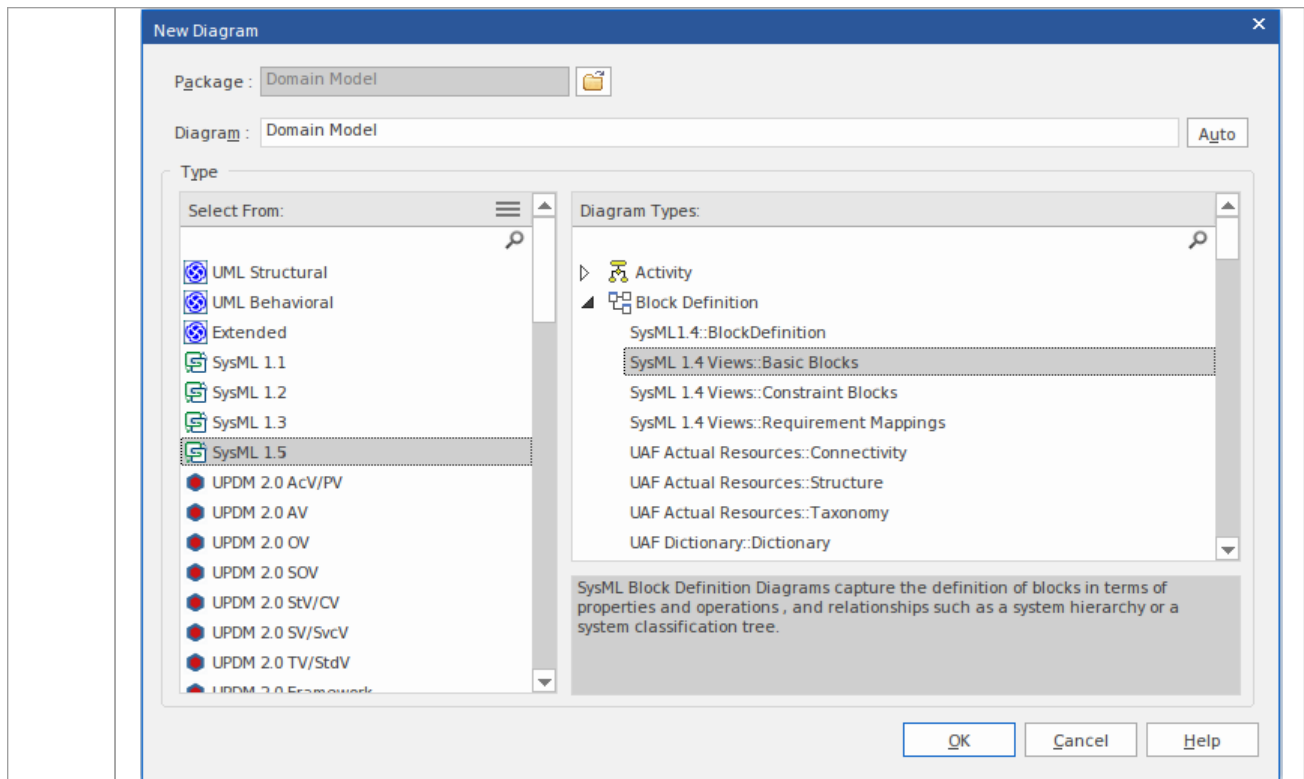 New Diagram
Package : Domain Model
Diagram : Domain Model Auto
Type
Select From:
UML Structural
UML Behavioral
Extended
SysML 1.1
SysML 1.2
SysML 1.3
SysML 1.5
UPDM 2.0 AcV/PV
UPDM 2.0 AV
UPDM 2.0 OV
UPDM 2.0 SOV
UPDM 2.0 StV/CV
UPDM 2.0 SV/SvcV
UPDM 2.0 TV/StdV
UPDM 2.0 Framework
Diagram Types:
Activity
Block Definition
SysML1.4::BlockDefinition
SysML 1.4 Views::Basic Blocks
SysML 1.4 Views::Constraint Blocks
SysML 1.4 Views::Requirement Mappings
UAF Actual Resources::Connectivity
UAF Actual Resources::Structure
UAF Actual Resources::Taxonomy
UAF Dictionary::Dictionary
SysML Block Definition Diagrams capture the definition of blocks in terms of
properties and operations , and relationships such as a system hierarchy or a
system classification tree.
OK Cancel Help